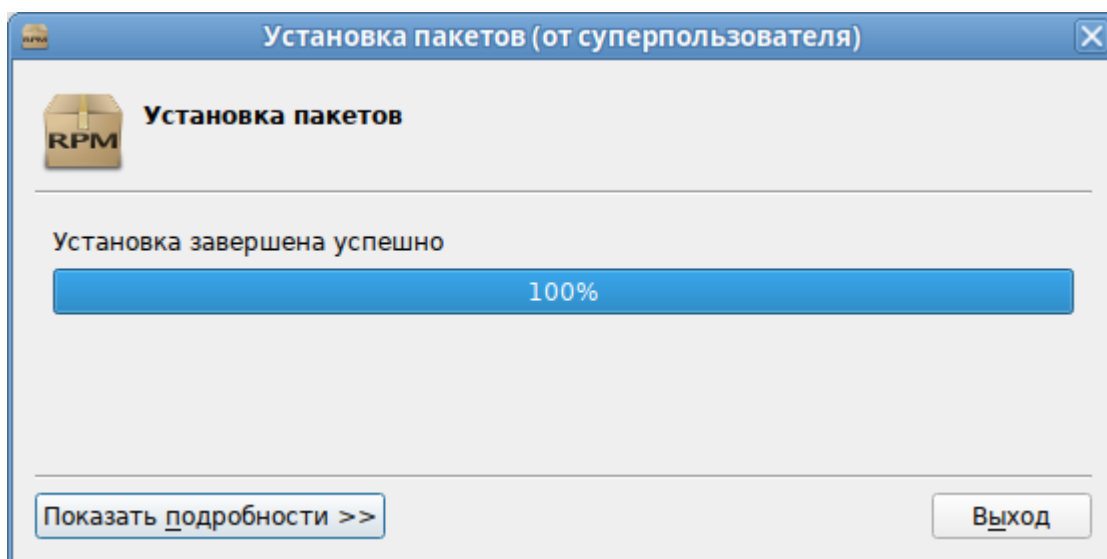 Установка пакетов (от суперпользователя)
RPM
Установка пакетов
Установка завершена успешно
100%
Показать подробности >>
Выход